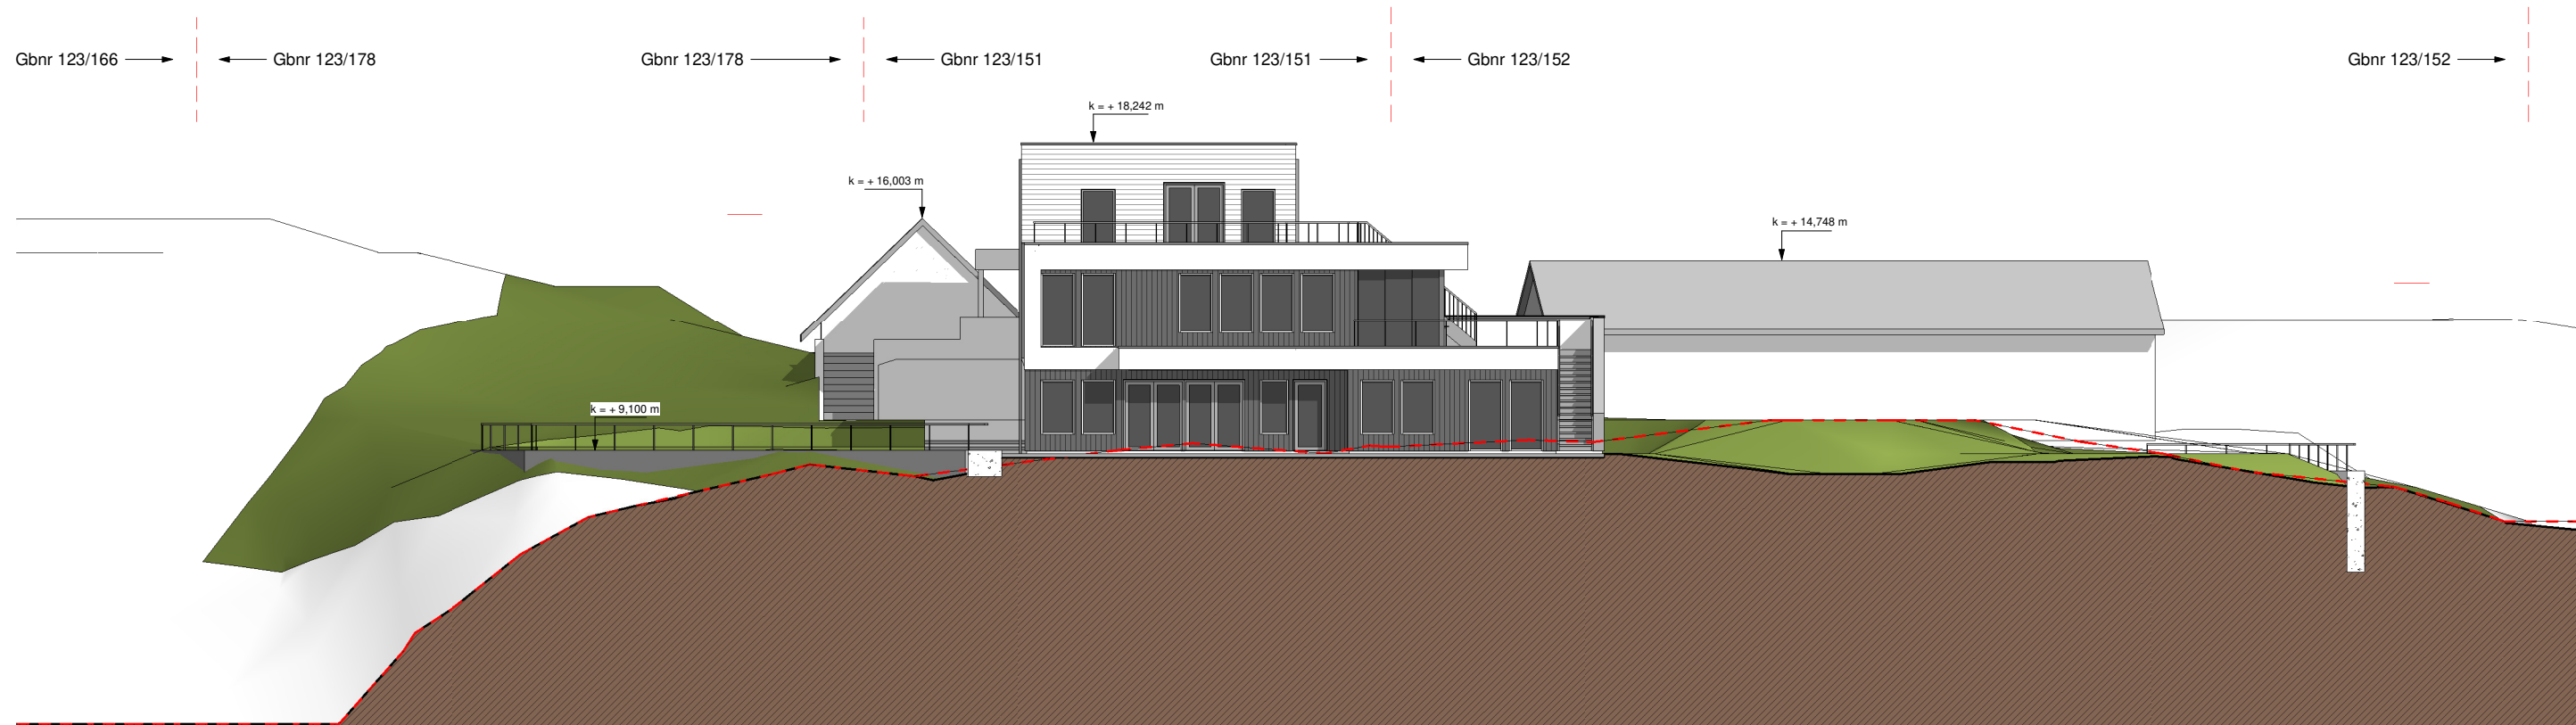 Gbnr 123/166
Gbnr 123/178
Gbnr 123/178
Gbnr 123/151
Gbnr 123/151
Gbnr 123/152
Gbnr 123/152
k = + 18,242 m
k = + 16,003 m
k = + 14,748 m
k = + 9,100 m